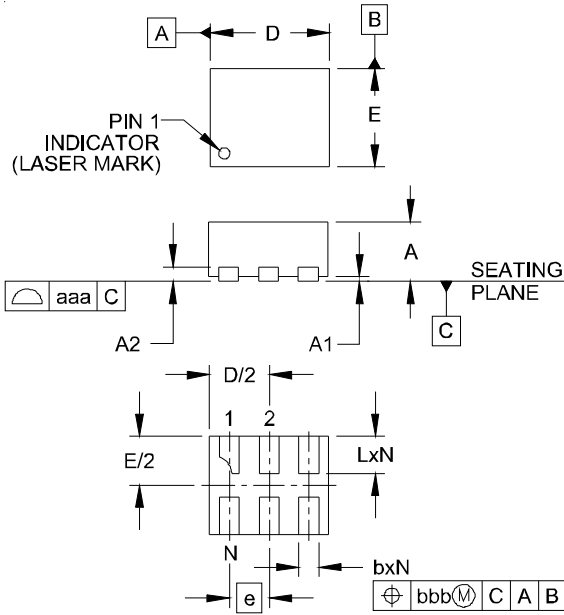 A
D
B
PIN 1
INDICATOR
(LASER MARK)
E
A
SEATING
PLANE
aaa C
C
A2
A1
D/2
1 2
E/2
LxN
N
bxN
e
bbb Ⓜ C A B